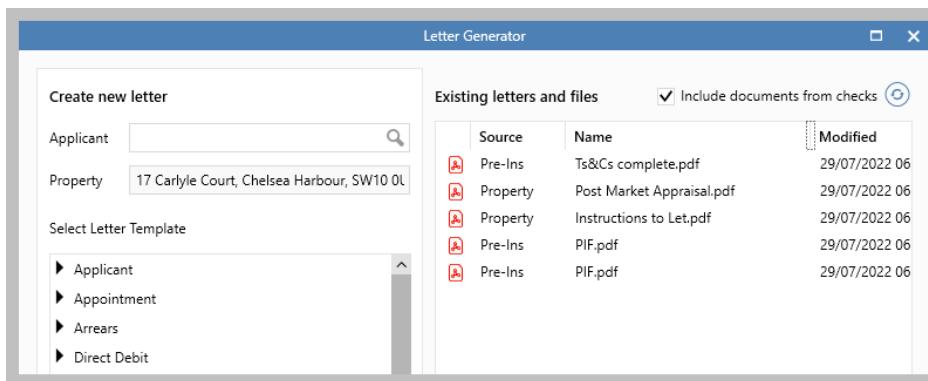 Letter Generator
Create new letter
Applicant
Property 17 Carlyle Court, Chelsea Harbour, SW10
Select Letter Template
Applicant
Appointment
Arrears
Direct Debit
Existing letters and files Include documents from checks
Source Name Modified
Pre-Ins Ts&Cs complete.pdf 29/07/2022 06
Property Post Market Appraisal.pdf 29/07/2022 06
Property Instructions to Let.pdf 29/07/2022 06
Pre-Ins PIF.pdf 29/07/2022 06
Pre-Ins PIF.pdf 29/07/2022 06